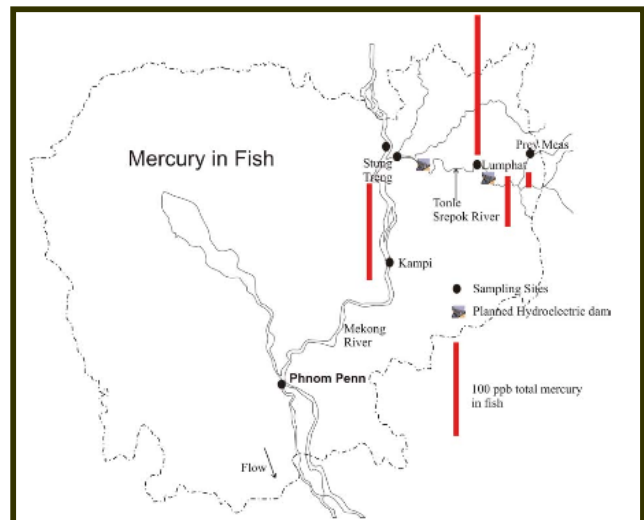 Mercury in Fish
Stung
Treng
Prey Meas
Lumphat
Tonle
Srepok River
Kampi
Sampling Sites
Planned Hydroelectric dam
Mekong
River
Phnom Penn
100 ppb total mercury
in fish
Flow